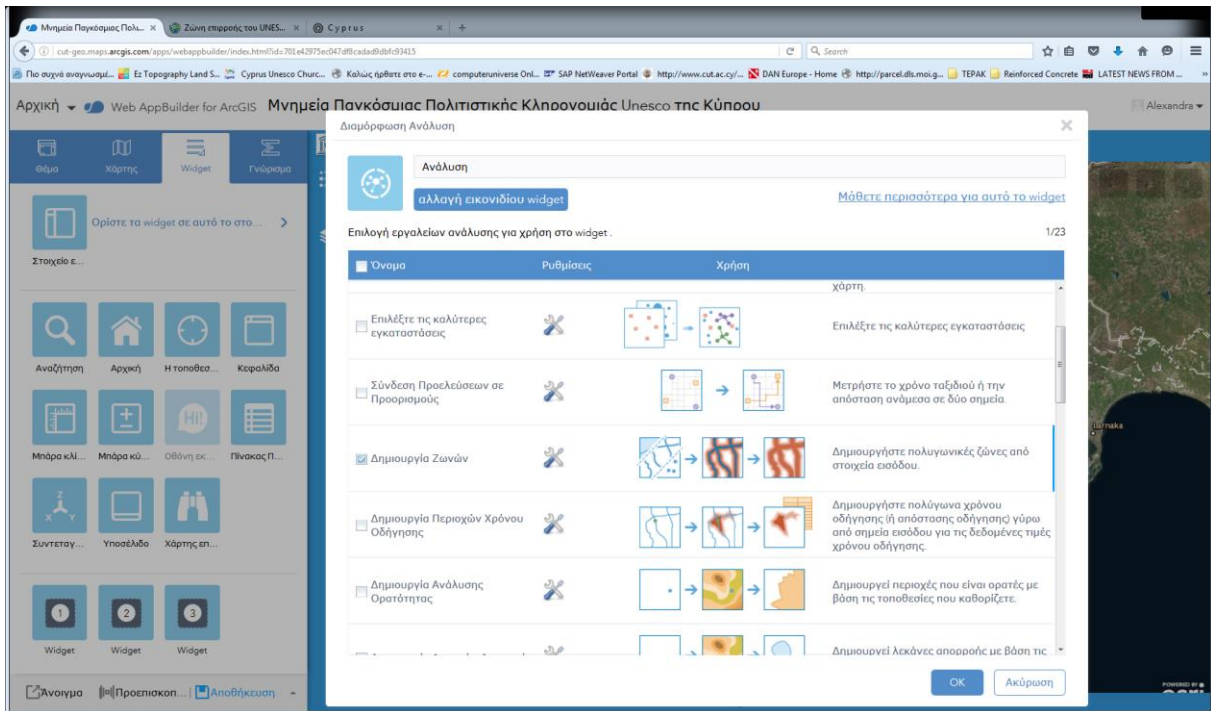 Μνημεία Παγκόσμιας Πολι...
Ζώνη επιρροής του UNES...
Cyprus
cut-geo.maps.arcgis.com/apps/webappbuilder/index.html?id=701e42975ec047df8cadad9dbfc93415
Search
Πιο συχνά αναγνωσμέ...
Ez Topography Land S...
Cyprus Unesco Churc...
Καλώς ήρθατε στο e-...
computeruniverse Onl...
SAP NetWeaver Portal
http://www.cut.ac.cy/...
DAN Europe - Home
http://parcel.dls.moi.g...
ΤΕΡΑΚ
Reinforced Concrete
LATEST NEWS FROM ...
Αρχική
Web AppBuilder for ArcGIS
Μνημεία Παγκόσμιας Πολιτιστικής Κληρονομιάς Unesco της Κύπρου
Alexandra
Θέμα
Χάρτης
Widget
Γνώρισμα
Ορίστε τα widget σε αυτό το στο...
Στοιχείο ε...
Αναζήτηση
Αρχική
Η τοποθεσ...
Κεφαλίδα
Μπάρα κλί...
Μπάρα κύ...
Hi!
Οθόνη εκ...
Πίνακας Π...
Z
X
Y
Συντεταγ...
Υποσέλιδο
Χάρτης επ...
1
2
3
Widget
Widget
Widget
Άνοιγμα
Προεπισκοπ...
Αποθήκευση
Διαμόρφωση Ανάλυση
Ανάλυση
αλλαγή εικονιδίου widget
Μάθετε περισσότερα για αυτό το widget
Επιλογή εργαλείων ανάλυσης για χρήση στο widget .
1/23
Όνομα
Ρυθμίσεις
Χρήση
χάρτη.
Επιλέξτε τις καλύτερες
εγκαταστάσεις
Επιλέξτε τις καλύτερες εγκαταστάσεις
Σύνδεση Προελεύσεων σε
Προορισμούς
Μετρήστε το χρόνο ταξιδιού ή την
απόσταση ανάμεσα σε δύο σημεία.
Δημιουργία Ζωνών
Δημιουργήστε πολυγωνικές ζώνες από
στοιχεία εισόδου.
Δημιουργία Περιοχών Χρόνου
Οδήγησης
Δημιουργήστε πολύγωνα χρόνου
οδήγησης (ή απόστασης οδήγησης) γύρω
από σημεία εισόδου για τις δεδομένες τιμές
χρόνου οδήγησης.
Δημιουργία Ανάλυσης
Ορατότητας
Δημιουργεί περιοχές που είναι ορατές με
βάση τις τοποθεσίες που καθορίζετε.
Δημιουργεί λεκάνες απορροής με βάση τις
OK
Ακύρωση
Larnaka
POWERED BY
esri